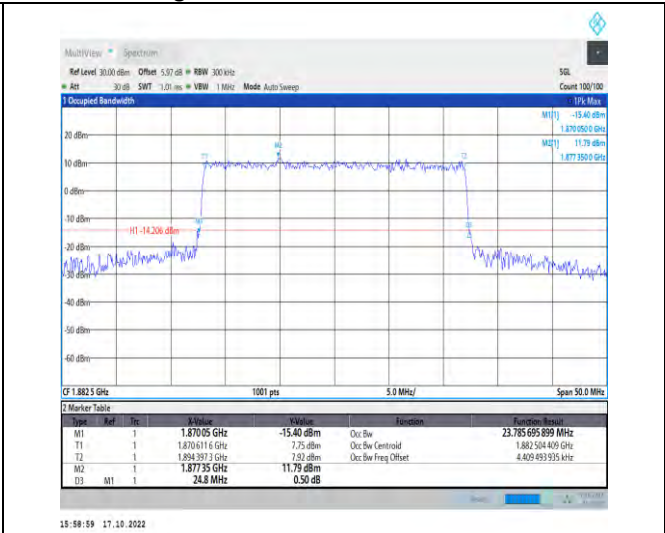 MultiView Spectrum
Ref Level 30.00 dBm Offset 5.97 dB RBW 300 kHz SGL
Att 30 dB SWT 1.01 ms VBW 1 MHz Mode Auto Sweep Count 100/100
1 Occupied Bandwidth 1Pk Max
M1[1] -15.40 dBm
1.870 050 0 GHz
M2[1] 11.79 dBm
1.877 350 0 GHz
20 dBm
M2
T1
T2
10 dBm
0 dBm
-10 dBm
M1
D3
H1 -14.206 dBm
-20 dBm
-30 dBm
-40 dBm
-50 dBm
-60 dBm
CF 1.882 5 GHz 1001 pts 5.0 MHz/ Span 50.0 MHz
2 Marker Table
Type Ref Trc X-Value Y-Value Function Function Result
M1 1 1.870 05 GHz -15.40 dBm Occ Bw 23.785 695 899 MHz
T1 1 1.870 611 6 GHz 7.75 dBm Occ Bw Centroid 1.882 504 409 GHz
T2 1 1.894 397 3 GHz 7.92 dBm Occ Bw Freq Offset 4.409 493 935 kHz
M2 1 1.877 35 GHz 11.79 dBm
D3 M1 1 24.8 MHz 0.50 dB
15:58:59 17.10.2022